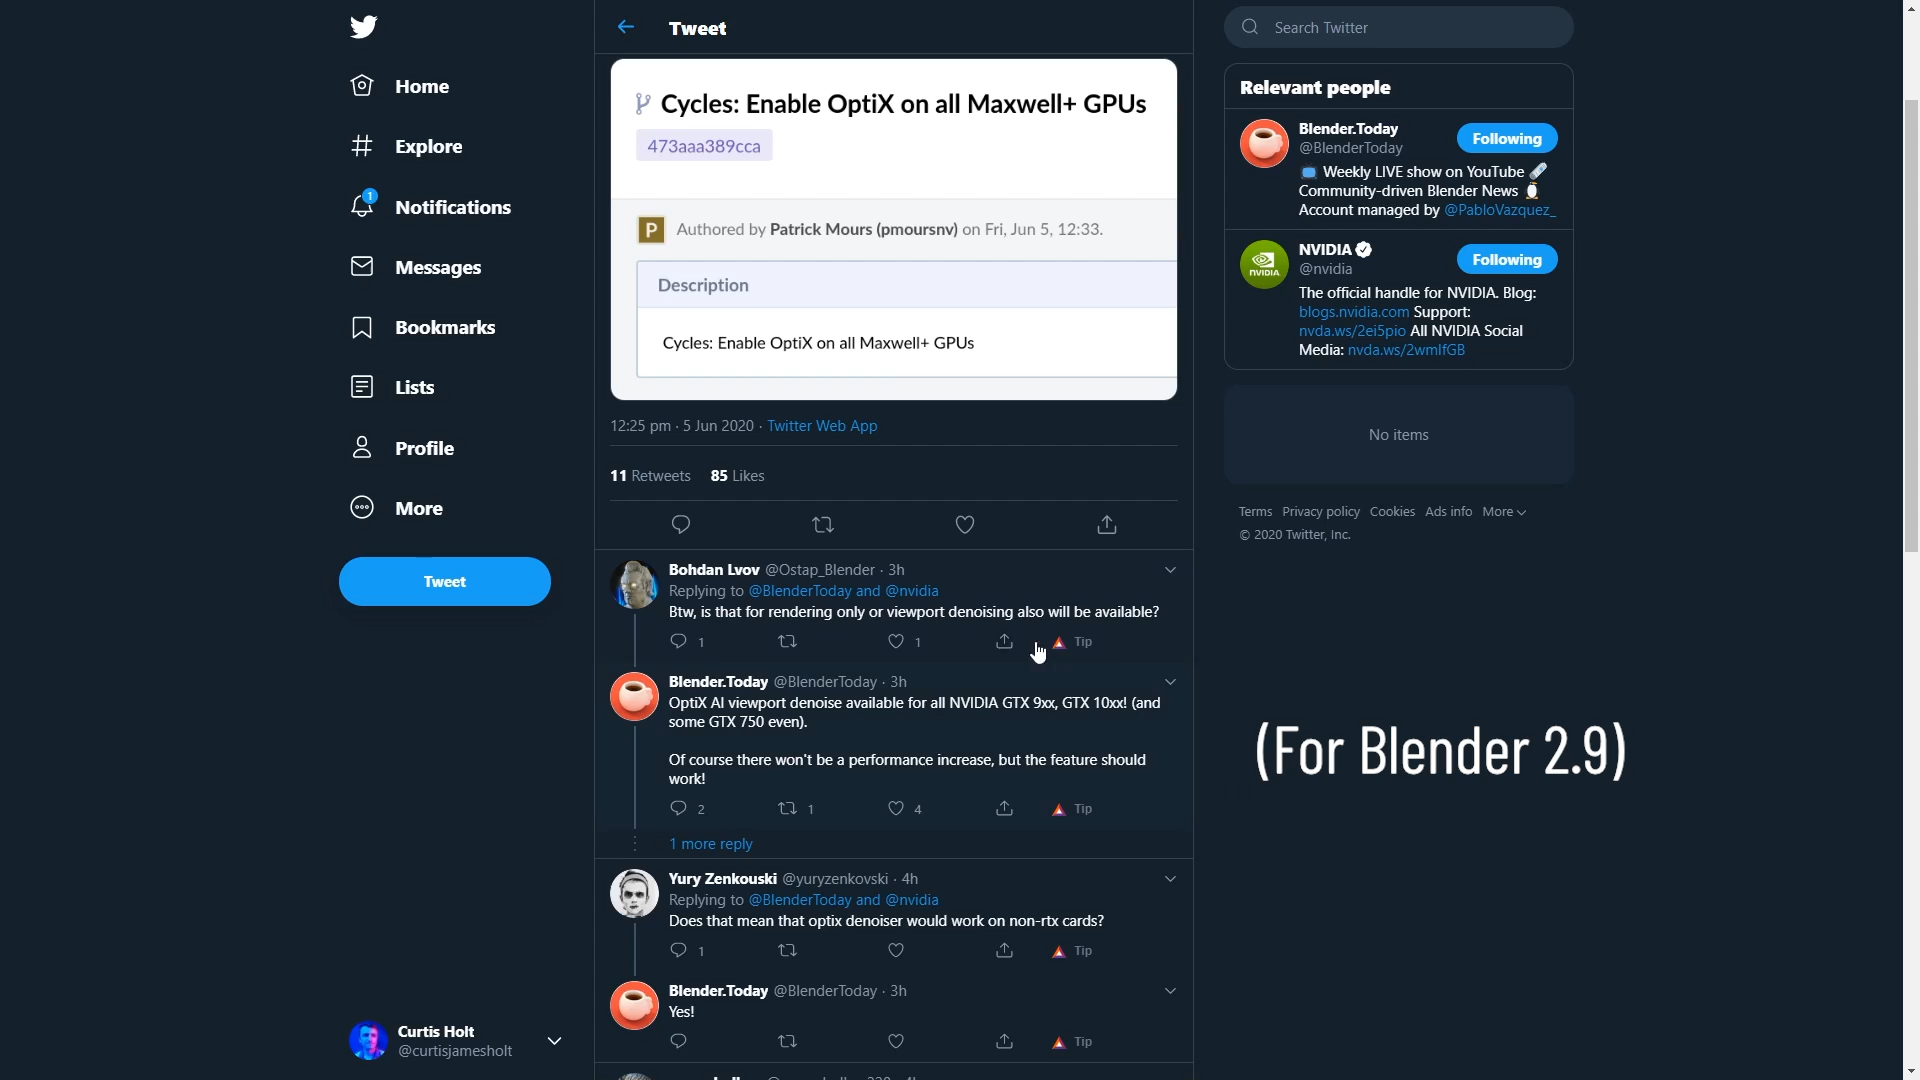 Home
Explore
1
Notifications
Messages
Bookmarks
Lists
Profile
More
Tweet
Curtis Holt
@curtisjamesholt
Tweet
Cycles: Enable OptiX on all Maxwell+ GPUs
473aaa389cca
P Authored by Patrick Mours (pmoursnv) on Fri, Jun 5, 12:33.
Description
Cycles: Enable OptiX on all Maxwell+ GPUs
12:25 pm · 5 Jun 2020 · Twitter Web App
11 Retweets 85 Likes
Bohdan Lvov @Ostap_Blender · 3h
Replying to @BlenderToday and @nvidia
Btw, is that for rendering only or viewport denoising also will be available?
1 1 Tip
Blender.Today @BlenderToday · 3h
OptiX AI viewport denoise available for all NVIDIA GTX 9xx, GTX 10xx! (and
some GTX 750 even).
Of course there won't be a performance increase, but the feature should
work!
2 1 4 Tip
1 more reply
Yury Zenkouski @yuryzenkovski · 4h
Replying to @BlenderToday and @nvidia
Does that mean that optix denoiser would work on non-rtx cards?
1 Tip
Blender.Today @BlenderToday · 3h
Yes!
Tip
Search Twitter
Relevant people
Blender.Today
@BlenderToday
Following
Weekly LIVE show on YouTube
Community-driven Blender News
Account managed by @PabloVazquez_
NVIDIA
@nvidia
Following
The official handle for NVIDIA. Blog:
blogs.nvidia.com Support:
nvda.ws/2ei5pio All NVIDIA Social
Media: nvda.ws/2wmlfGB
No items
Terms Privacy policy Cookies Ads info More
© 2020 Twitter, Inc.
(For Blender 2.9)